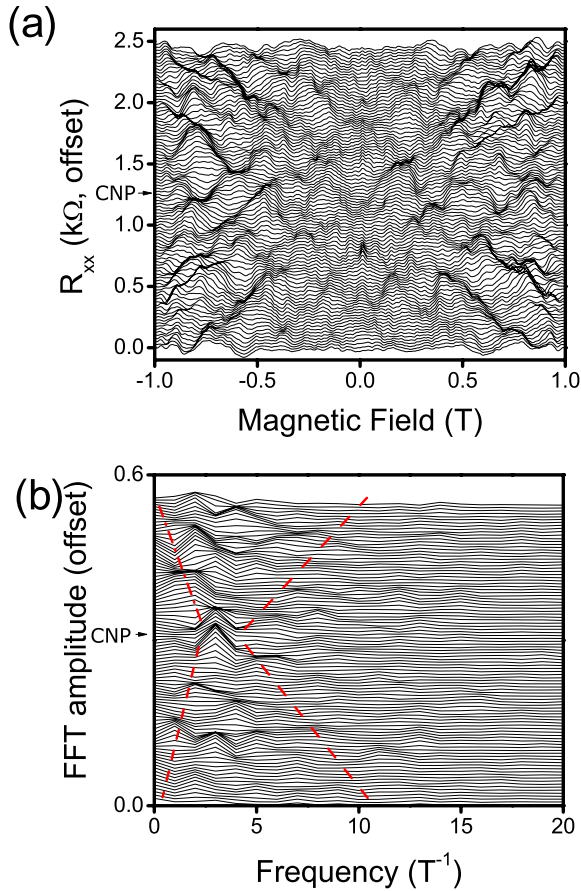 (a)
2.5
2.0
1.5
CNP
1.0
0.5
0.0
R_xx (kΩ, offset)
-1.0 -0.5 0.0 0.5 1.0
Magnetic Field (T)
(b)
0.6
CNP
0.0
FFT amplitude (offset)
0 5 10 15 20
Frequency (T⁻¹)